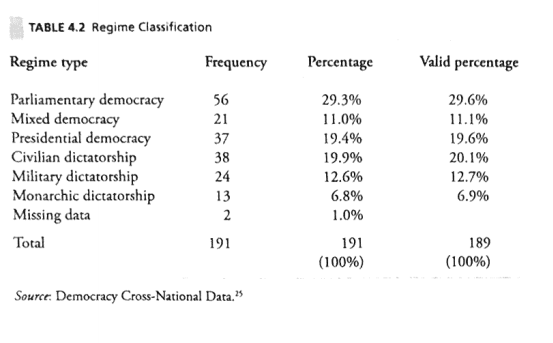 TABLE 4.2 Regime Classification
Regime type Frequency Percentage Valid percentage
Parliamentary democracy 56 29.3% 29.6%
Mixed democracy 21 11.0% 11.1%
Presidential democracy 37 19.4% 19.6%
Civilian dictatorship 38 19.9% 20.1%
Military dictatorship 24 12.6% 12.7%
Monarchic dictatorship 13 6.8% 6.9%
Missing data 2 1.0%
Total 191 191 189
(100%) (100%)
Source: Democracy Cross-National Data.25